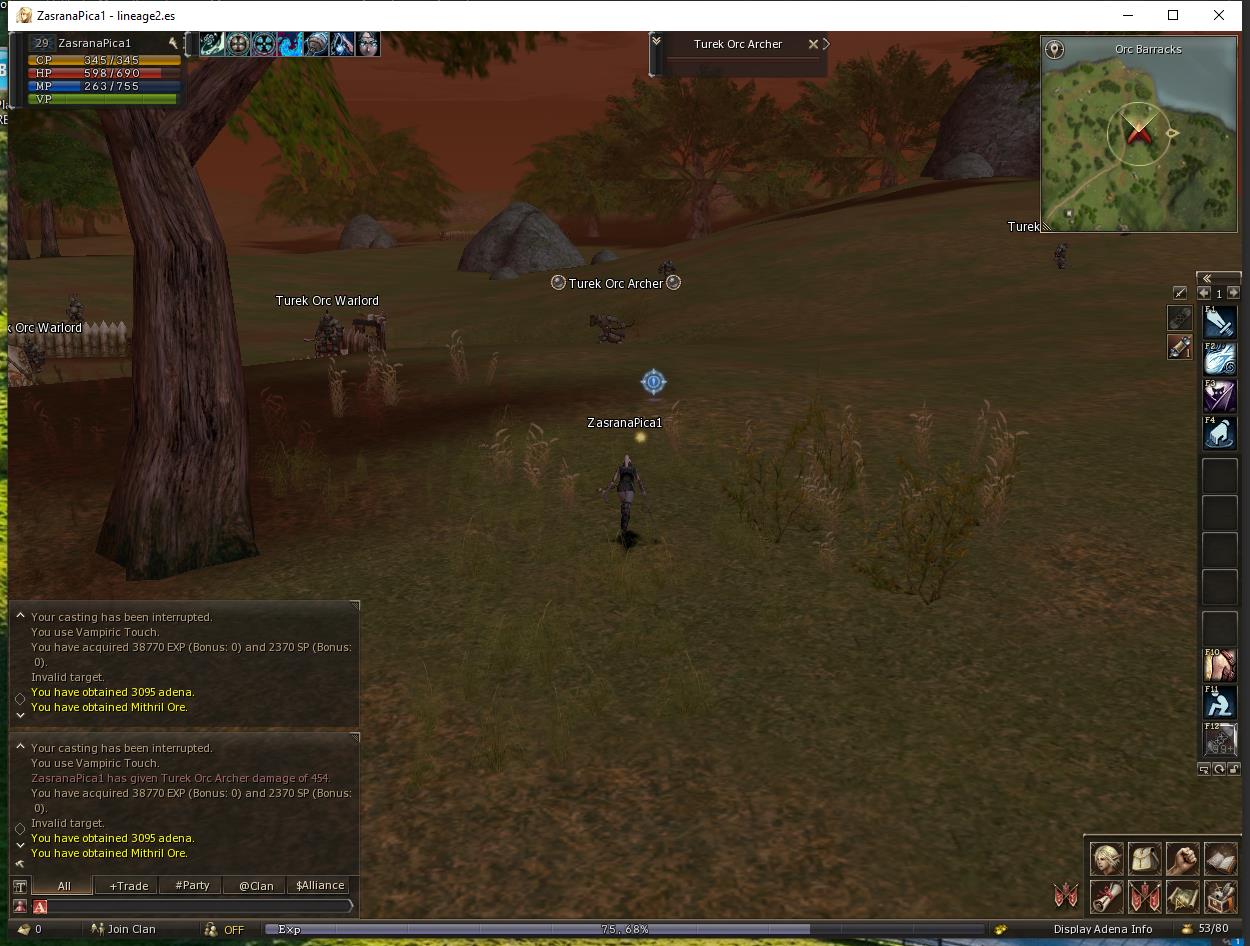 ZasranaPica1 - lineage2.es
29 ZasranaPica1
CP 345/345
HP 598/690
MP 263/755
VP
Turek Orc Archer
Orc Barracks
Turek
Turek Orc Archer
Turek Orc Warlord
k Orc Warlord
ZasranaPica1
1
F1
F2
F3
F4
F10
F11
F12
99+
Your casting has been interrupted.
You use Vampiric Touch.
You have acquired 38770 EXP (Bonus: 0) and 2370 SP (Bonus:
0).
Invalid target.
You have obtained 3095 adena.
You have obtained Mithril Ore.
Your casting has been interrupted.
You use Vampiric Touch.
ZasranaPica1 has given Turek Orc Archer damage of 454.
You have acquired 38770 EXP (Bonus: 0) and 2370 SP (Bonus:
0).
Invalid target.
You have obtained 3095 adena.
You have obtained Mithril Ore.
All +Trade #Party @Clan $Alliance
A
0 Join Clan OFF Exp 75.68% Display Adena Info 53/80